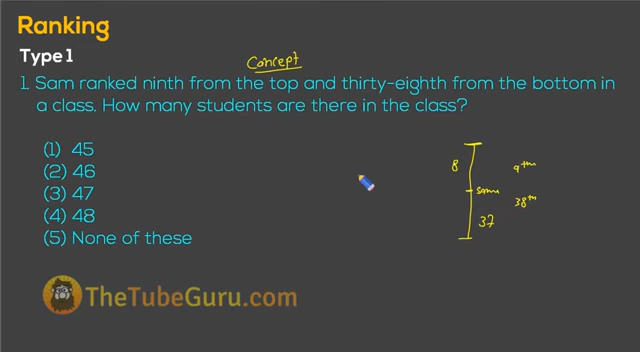 Ranking
Type 1
Concept
1. Sam ranked ninth from the top and thirty-eighth from the bottom in
a class. How many students are there in the class?
(1) 45
(2) 46
(3) 47
(4) 48
(5) None of these
8
9th
Sam
38th
37
TheTubeGuru.com